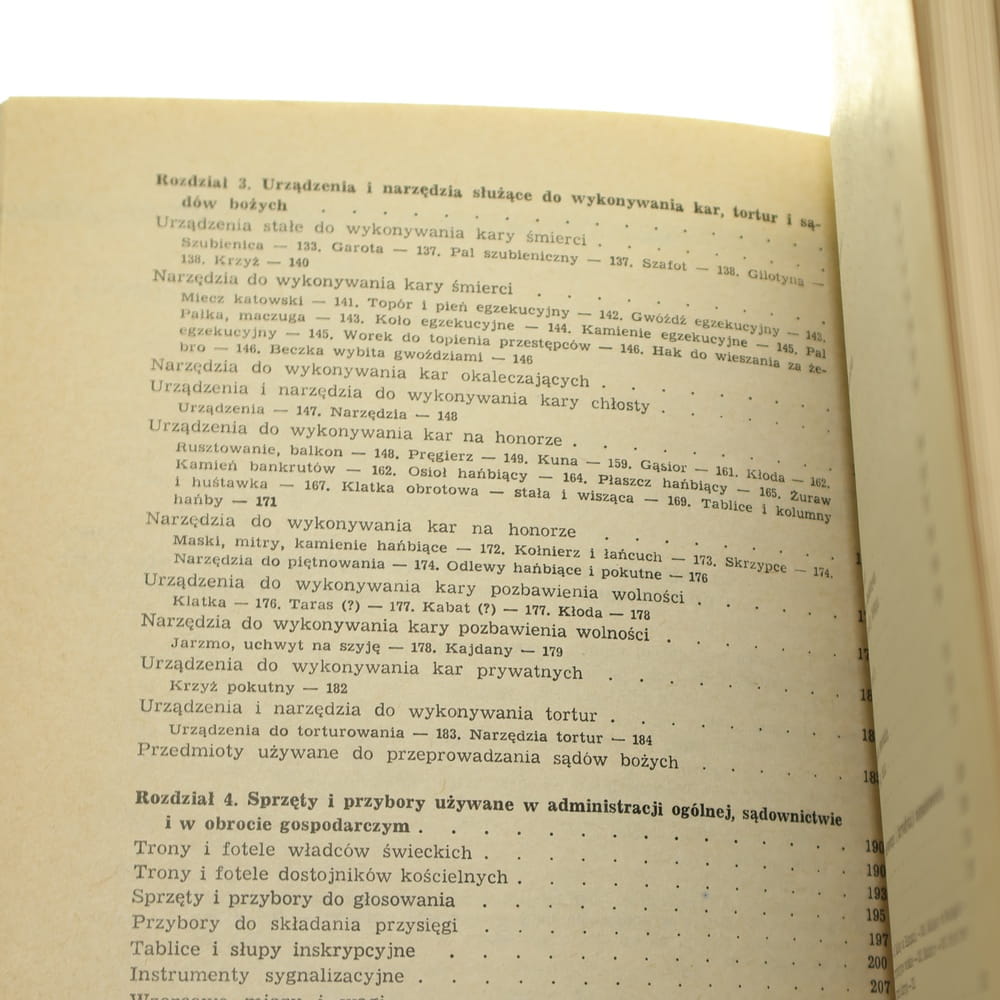 Rozdział 3. Urządzenia i narzędzia służące do wykonywania kar, tortur i są-
dów bożych . . . . . . . . . . . .
Urządzenia stałe do wykonywania kary śmierci . . . . . . .
Szubienica — 133. Garota — 137. Pal szubieniczny — 137. Szafot — 138. Gilotyna —
138. Krzyż — 140
Narzędzia do wykonywania kary śmierci . . . . . . . . .
Miecz katowski — 141. Topór i pień egzekucyjny — 142. Gwóźdź egzekucyjny — 143.
Pałka, maczuga — 143. Koło egzekucyjne — 144. Kamienie egzekucyjne — 145. Pal
egzekucyjny — 145. Worek do topienia przestępców — 146. Hak do wieszania za że-
bro — 146. Beczka wybita gwoździami — 146
Narzędzia do wykonywania kar okaleczających . . . . . . .
Urządzenia i narzędzia do wykonywania kary chłosty . . . . . .
Urządzenia — 147. Narzędzia — 148
Urządzenia do wykonywania kar na honorze . . . . . . . .
Rusztowanie, balkon — 148. Pręgierz — 149. Kuna — 159. Gąsior — 161. Kłoda — 162.
Kamień bankrutów — 162. Osioł hańbiący — 164. Płaszcz hańbiący — 165. Żuraw
i huśtawka — 167. Klatka obrotowa — stała i wisząca — 169. Tablice i kolumny
hańby — 171
Narzędzia do wykonywania kar na honorze . . . . . . .
Maski, mitry, kamienie hańbiące — 172. Kołnierz i łańcuch — 173. Skrzypce — 174.
Narzędzia do piętnowania — 174. Odlewy hańbiące i pokutne — 176
Urządzenia do wykonywania kary pozbawienia wolności . . . . .
Klatka — 176. Taras (?) — 177. Kabat (?) — 177. Kłoda — 178
Narzędzia do wykonywania kary pozbawienia wolności . . . . . .
Jarzmo, uchwyt na szyję — 178. Kajdany — 179
Urządzenia do wykonywania kar prywatnych . . . . . . . .
Krzyż pokutny — 182
Urządzenia i narzędzia do wykonywania tortur . . . . . . . .
Urządzenia do torturowania — 183. Narzędzia tortur — 184
Przedmioty używane do przeprowadzania sądów bożych . . . . . .
Rozdział 4. Sprzęty i przybory używane w administracji ogólnej, sądownictwie
i w obrocie gospodarczym . . . . . . . . . . . . 190
Trony i fotele władców świeckich . . . . . . . . . . . 190
Trony i fotele dostojników kościelnych . . . . . . . . . . 193
Sprzęty i przybory do głosowania . . . . . . . . . . . 195
Przybory do składania przysięgi . . . . . . . . . . . 197
Tablice i słupy inskrypcyjne . . . . . . . . . . . . 200
Instrumenty sygnalizacyjne . . . . . . . . . . . . 207